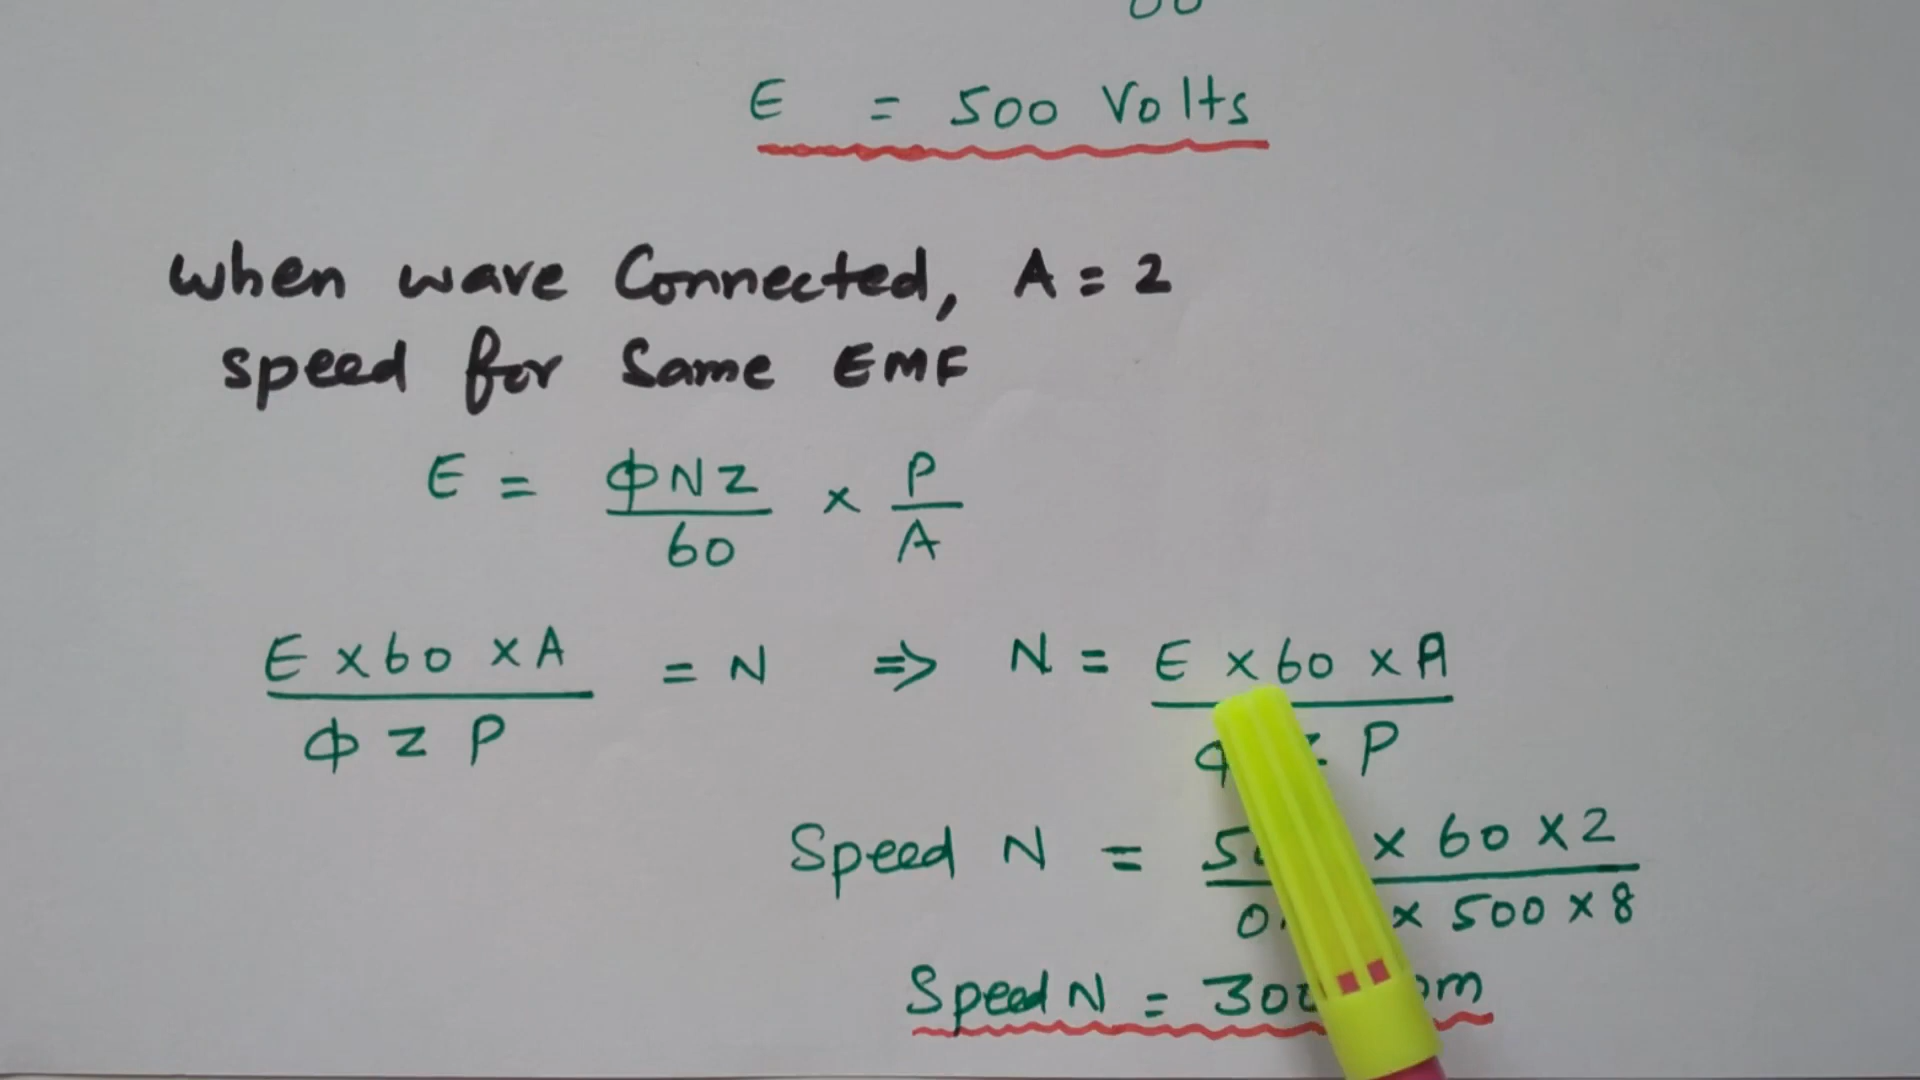 E = 500 Volts
When wave Connected, A = 2
speed for Same EMF
E = ΦNZ/60 × P/A
E × 60 × A / Φ Z P = N ⇒ N = E × 60 × A / P
Speed N = × 60 × 2 / × 500 × 8
Speed N =